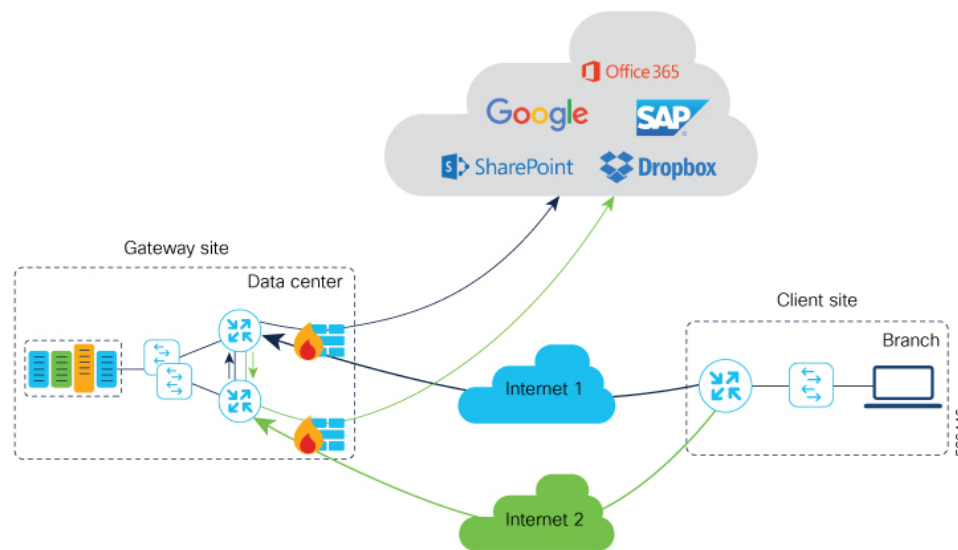 Office 365
Google
SAP
SharePoint
Dropbox
Gateway site
Data center
Client site
Branch
Internet 1
Internet 2